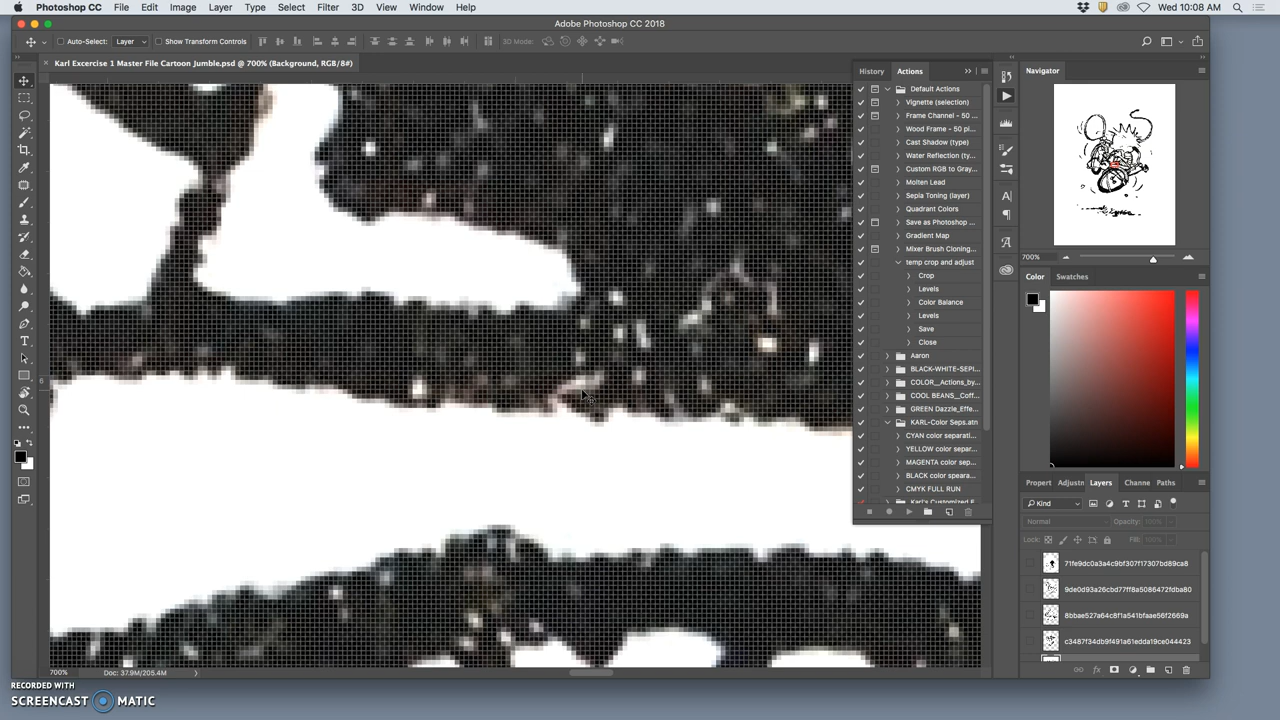 Photoshop CC File Edit Image Layer Type Select Filter 3D View Window Help Wed 10:08 AM
Adobe Photoshop CC 2018
Auto-Select: Layer Show Transform Controls 3D Mode:
Karl Excercise 1 Master File Cartoon Jumble.psd @ 700% (Background, RGB/8#)
History Actions
Default Actions
Vignette (selection)
Frame Channel - 50 ...
Wood Frame - 50 pi...
Cast Shadow (type)
Water Reflection (ty...
Custom RGB to Gray...
Molten Lead
Sepia Toning (layer)
Quadrant Colors
Save as Photoshop ...
Gradient Map
Mixer Brush Cloning...
temp crop and adjust
Crop
Levels
Color Balance
Levels
Save
Close
Aaron
BLACK-WHITE-SEPI...
COLOR__Actions_by...
COOL BEANS__Coff...
GREEN Dazzle_Effe...
KARL-Color Seps.atn
CYAN color separati...
YELLOW color separ...
MAGENTA color sep...
BLACK color speara...
CMYK FULL RUN
Navigator
700%
Color Swatches
Propert Adjustn Layers Channe Paths
Kind
Normal Opacity: 100%
Lock: Fill: 100%
71fe9dc0a3a4c9bf307f17307bd89ca8
9de0d93a26cbd77ff8a5086472fdba80
8bbae527a64c8f1a541bfaae56f2669a
c3487f34db9f491a61edda19ce044423
6
700% Doc: 37.9M/205.4M
RECORDED WITH
SCREENCAST MATIC